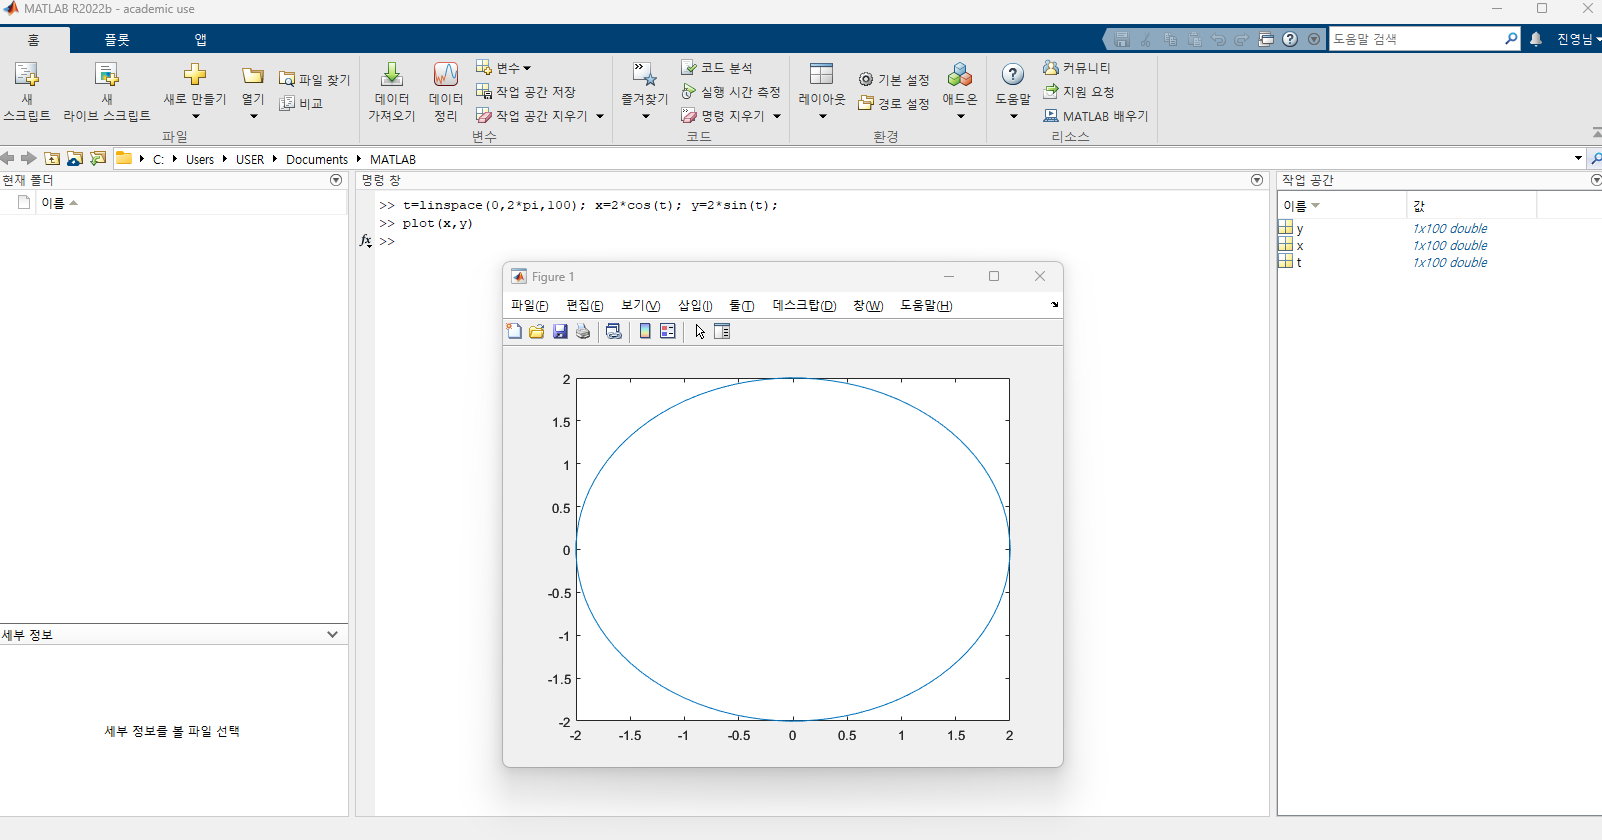 MATLAB R2022b - academic use
홈 플롯 앱
도움말 검색
진영님
새
스크립트
새
라이브 스크립트
새로 만들기
열기
파일 찾기
비교
파일
데이터
가져오기
데이터
정리
변수
작업 공간 저장
작업 공간 지우기
변수
즐겨찾기
코드 분석
실행 시간 측정
명령 지우기
코드
레이아웃
기본 설정
경로 설정
애드온
환경
도움말
커뮤니티
지원 요청
MATLAB 배우기
리소스
C: Users USER Documents MATLAB
현재 폴더
이름
세부 정보
세부 정보를 볼 파일 선택
명령 창
>> t=linspace(0,2*pi,100); x=2*cos(t); y=2*sin(t);
>> plot(x,y)
fx >>
Figure 1
파일(F) 편집(E) 보기(V) 삽입(I) 툴(T) 데스크탑(D) 창(W) 도움말(H)
2
1.5
1
0.5
0
-0.5
-1
-1.5
-2
-2 -1.5 -1 -0.5 0 0.5 1 1.5 2
작업 공간
이름 값
y 1x100 double
x 1x100 double
t 1x100 double